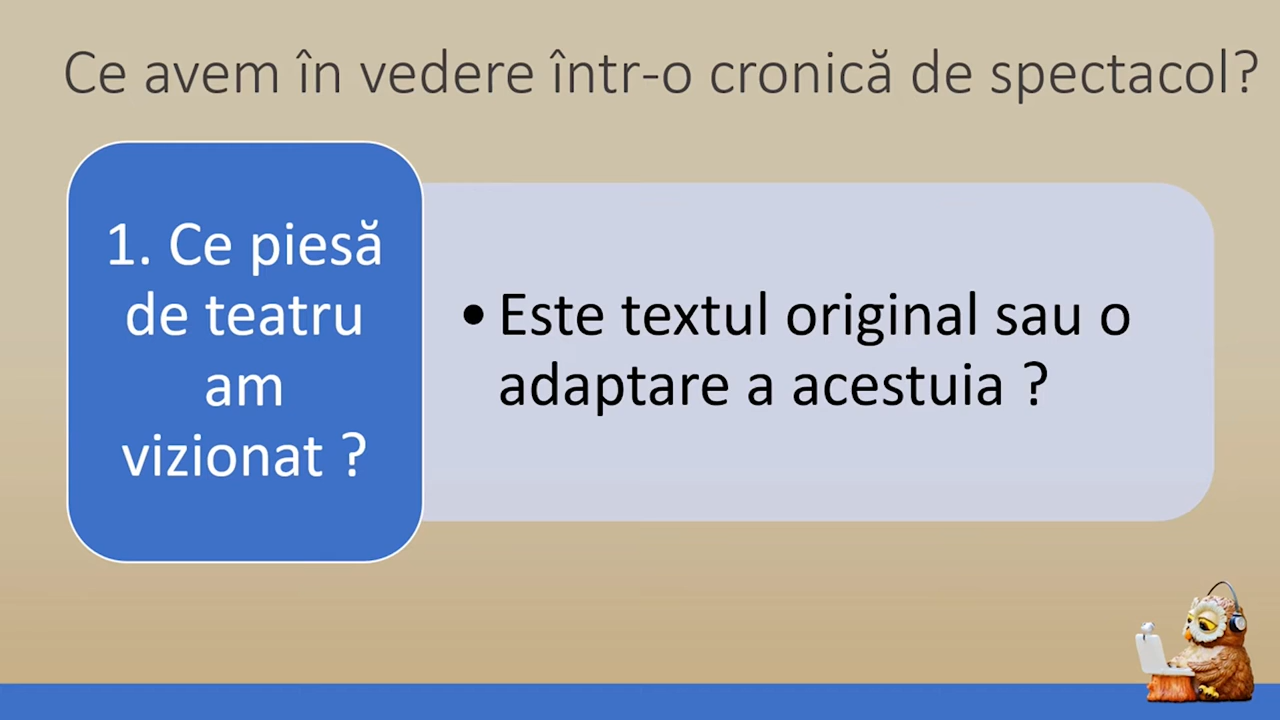 Ce avem în vedere într-o cronică de spectacol?
1. Ce piesă
de teatru
am
vizionat ?
• Este textul original sau o
adaptare a acestuia ?